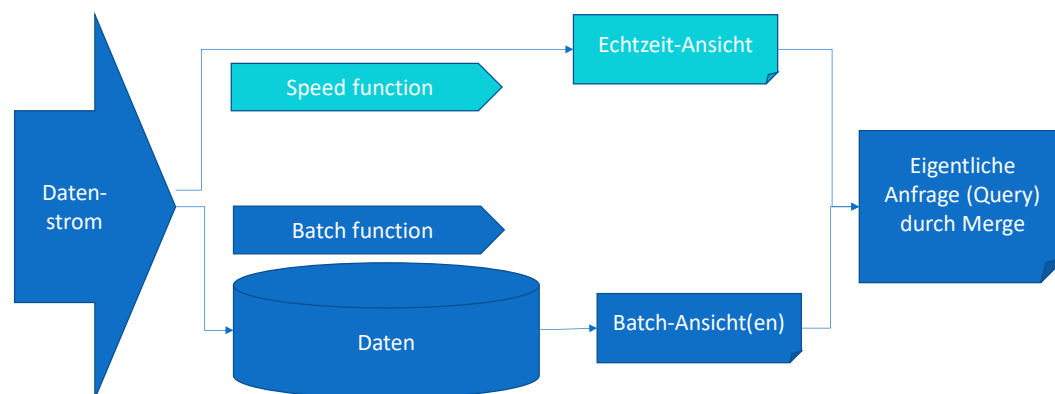 Echtzeit-Ansicht
Speed function
Daten-
strom
Eigentliche
Anfrage (Query)
durch Merge
Batch function
Daten
Batch-Ansicht(en)